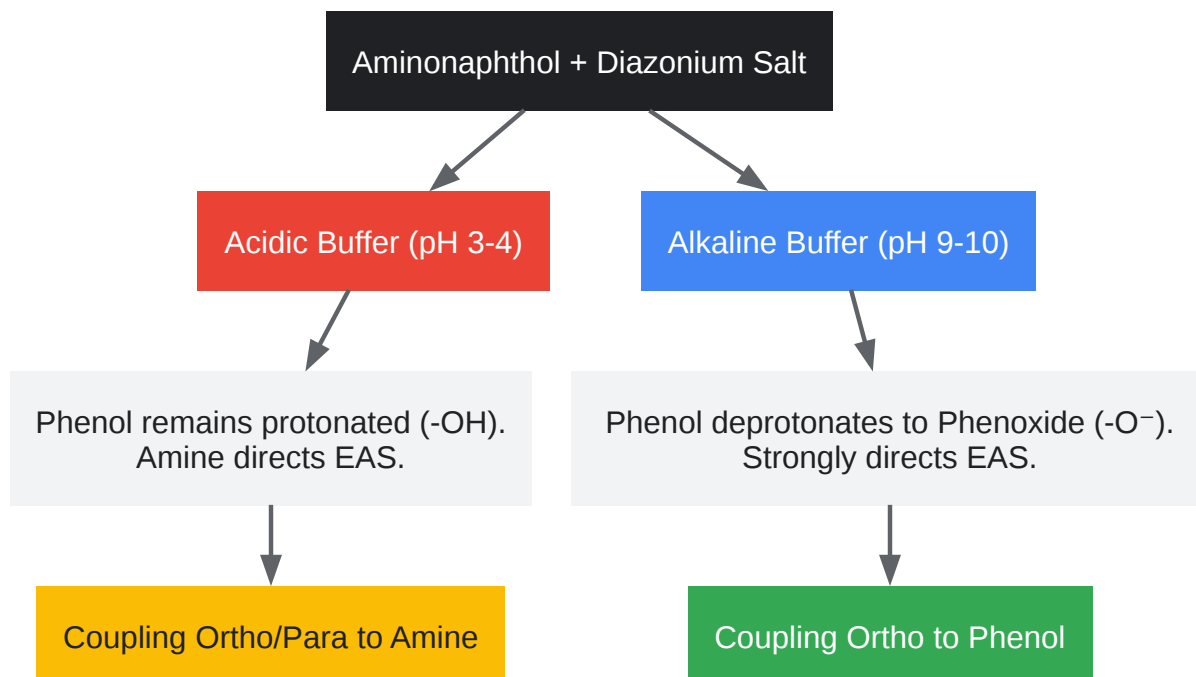 Aminonaphthol + Diazonium Salt
Acidic Buffer (pH 3-4)
Alkaline Buffer (pH 9-10)
Phenol remains protonated (-OH).
Amine directs EAS.
Phenol deprotonates to Phenoxide (-O⁻).
Strongly directs EAS.
Coupling Ortho/Para to Amine
Coupling Ortho to Phenol